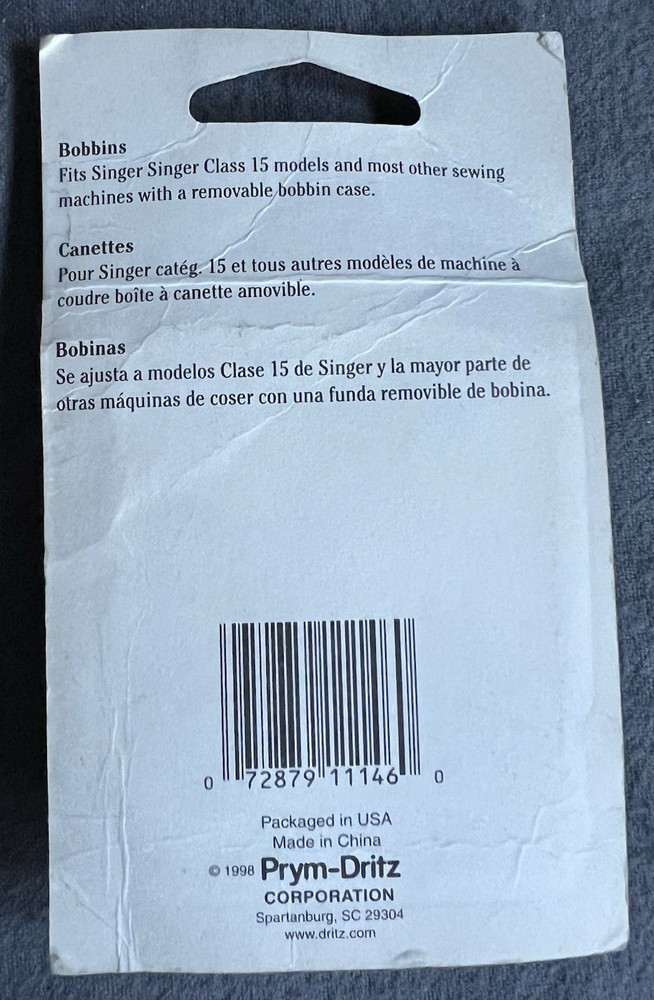 Bobbins
Fits Singer Singer Class 15 models and most other sewing
machines with a removable bobbin case.
Canettes
Pour Singer catég. 15 et tous autres modèles de machine à
coudre boîte à canette amovible.
Bobinas
Se ajusta a modelos Clase 15 de Singer y la mayor parte de
otras máquinas de coser con una funda removible de bobina.
0 72879 11146 0
Packaged in USA
Made in China
© 1998 Prym-Dritz
CORPORATION
Spartanburg, SC 29304
www.dritz.com